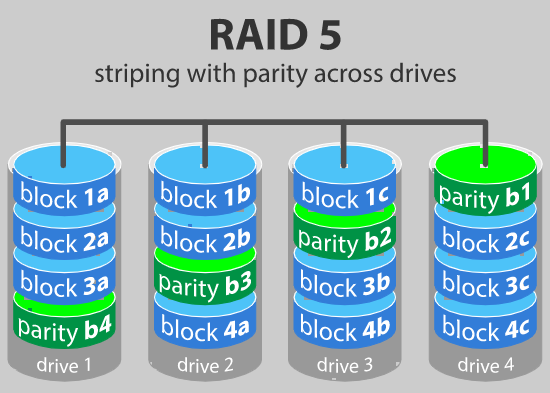 RAID 5
striping with parity across drives
block 1a
block 1b
block 1c
parity b1
block 2a
block 2b
parity b2
block 2c
block 3a
parity b3
block 3b
block 3c
parity b4
block 4a
block 4b
block 4c
drive 1
drive 2
drive 3
drive 4